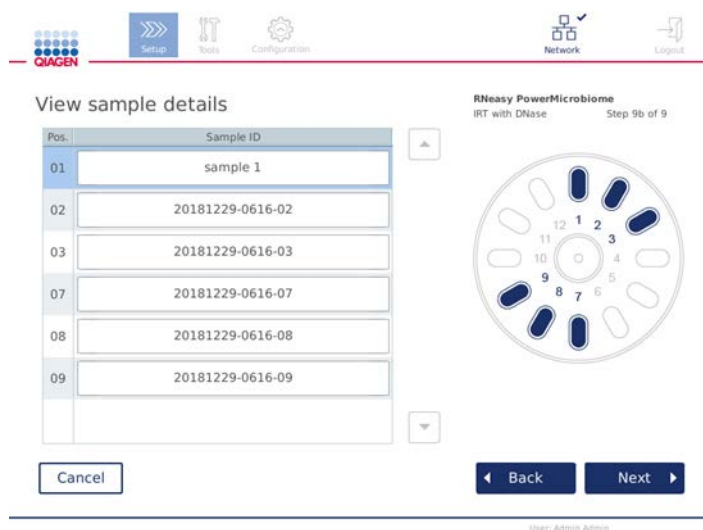 QIAGEN
Setup
Tools
Configuration
Network
Logout
View sample details
RNeasy PowerMicrobiome
IRT with DNase Step 9b of 9
Pos. Sample ID
01 sample 1
02 20181229-0616-02
03 20181229-0616-03
07 20181229-0616-07
08 20181229-0616-08
09 20181229-0616-09
1
2
3
4
5
6
7
8
9
10
11
12
Cancel
Back
Next
User: Admin Admin